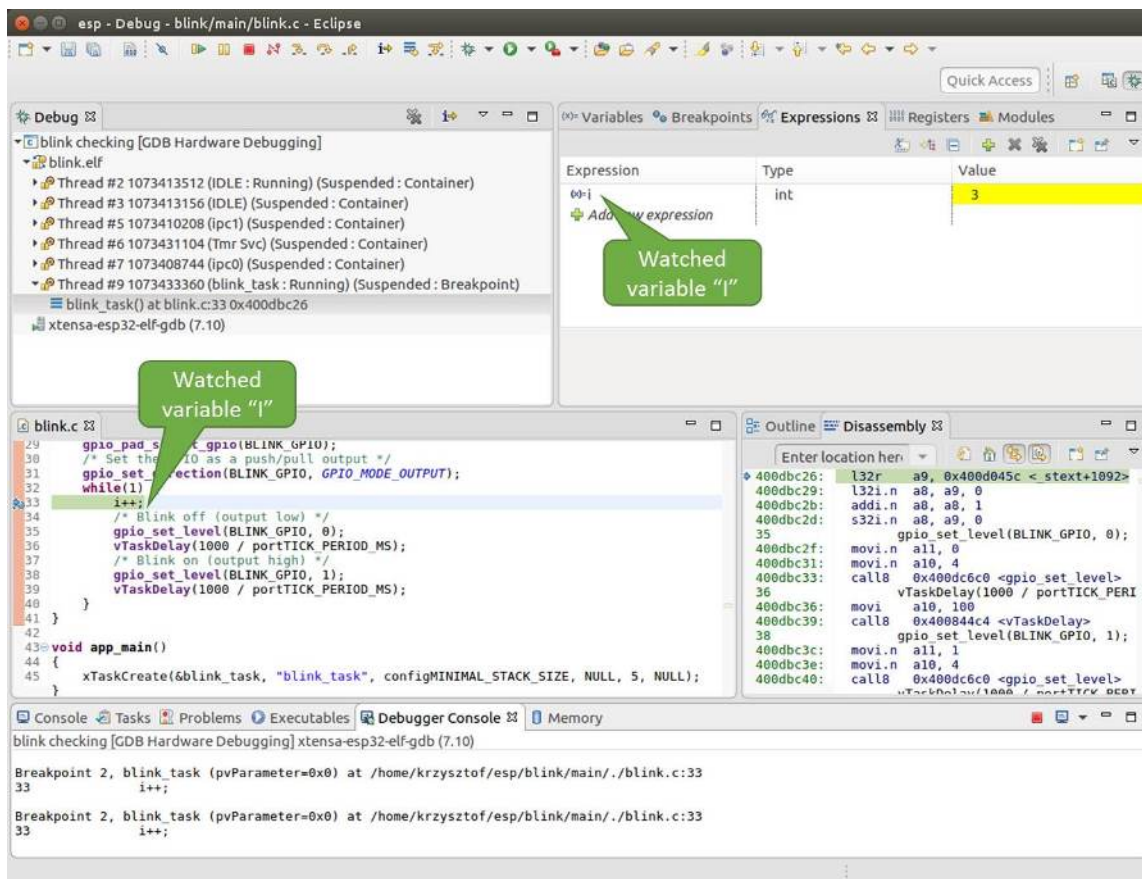 esp - Debug - blink/main/blink.c - Eclipse
Quick Access
Debug
blink checking [GDB Hardware Debugging]
blink.elf
Thread #2 1073413512 (IDLE : Running) (Suspended : Container)
Thread #3 1073413156 (IDLE) (Suspended : Container)
Thread #5 1073410208 (ipc1) (Suspended : Container)
Thread #6 1073431104 (Tmr Svc) (Suspended : Container)
Thread #7 1073408744 (ipc0) (Suspended : Container)
Thread #9 1073433360 (blink_task : Running) (Suspended : Breakpoint)
blink_task() at blink.c:33 0x400dbc26
xtensa-esp32-elf-gdb (7.10)
Variables Breakpoints Expressions Registers Modules
Expression Type Value
i int 3
Add expression
Watched
variable “I”
Watched
variable “I”
blink.c
29 gpio_pad_s t_gpio(BLINK_GPIO);
30 /* Set the IO as a push/pull output */
31 gpio_set_ rection(BLINK_GPIO, GPIO_MODE_OUTPUT);
32 while(1)
33 i++;
34 /* Blink off (output low) */
35 gpio_set_level(BLINK_GPIO, 0);
36 vTaskDelay(1000 / portTICK_PERIOD_MS);
37 /* Blink on (output high) */
38 gpio_set_level(BLINK_GPIO, 1);
39 vTaskDelay(1000 / portTICK_PERIOD_MS);
40 }
41 }
42
43 void app_main()
44 {
45 xTaskCreate(&blink_task, "blink_task", configMINIMAL_STACK_SIZE, NULL, 5, NULL);
}
Outline Disassembly
Enter location her
400dbc26: l32r a9, 0x400d045c <_stext+1092>
400dbc29: l32i.n a8, a9, 0
400dbc2b: addi.n a8, a8, 1
400dbc2d: s32i.n a8, a9, 0
35 gpio_set_level(BLINK_GPIO, 0);
400dbc2f: movi.n a11, 0
400dbc31: movi.n a10, 4
400dbc33: call8 0x400dc6c0 <gpio_set_level>
36 vTaskDelay(1000 / portTICK_PERI
400dbc36: movi a10, 100
400dbc39: call8 0x400844c4 <vTaskDelay>
38 gpio_set_level(BLINK_GPIO, 1);
400dbc3c: movi.n a11, 1
400dbc3e: movi.n a10, 4
400dbc40: call8 0x400dc6c0 <gpio_set_level>
vTaskDelay(1000 / portTICK_PERI
Console Tasks Problems Executables Debugger Console Memory
blink checking [GDB Hardware Debugging] xtensa-esp32-elf-gdb (7.10)
Breakpoint 2, blink_task (pvParameter=0x0) at /home/krzysztof/esp/blink/main/./blink.c:33
33 i++;
Breakpoint 2, blink_task (pvParameter=0x0) at /home/krzysztof/esp/blink/main/./blink.c:33
33 i++;